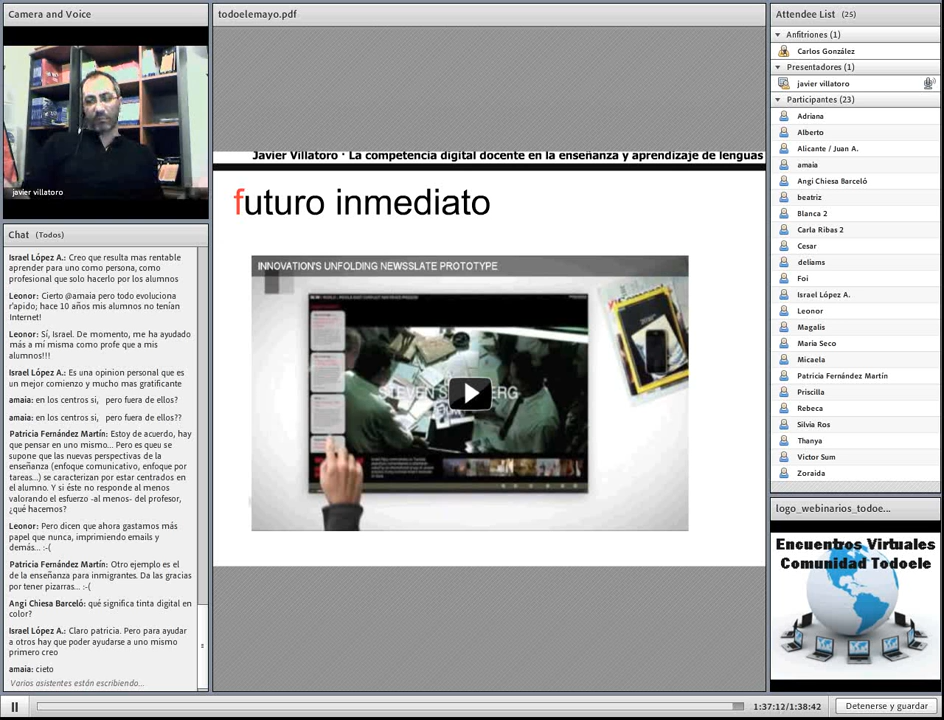 Camera and Voice
javier villatoro
Chat (Todos)
Israel López A.: Creo que resulta mas rentable
aprender para uno como persona, como
profesional que solo hacerlo por los alumnos
Leonor: Cierto @amaia pero todo evoluciona
r'apido; hace 10 años mis alumnos no tenían
Internet!
Leonor: Sí, Israel. De momento, me ha ayudado
más a mi misma como profe que a mis
alumnos!!!
Israel López A.: Es una opinion personal que es
un mejor comienzo y mucho mas gratificante
amaia: en los centros si, pero fuera de ellos?
amaia: en los centros si, pero fuera de ellos??
Patricia Fernández Martín: Estoy de acuerdo, hay
que pensar en uno mismo... Pero es queu se
supone que las nuevas perspectivas de la
enseñanza (enfoque comunicativo, enfoque por
tareas...) se caracterizan por estar centrados en
el alumno. Y si éste no responde al menos
valorando el esfuerzo -al menos- del profesor,
¿qué hacemos?
Leonor: Pero dicen que ahora gastamos más
papel que nunca, imprimiendo emails y
demás... :-(
Patricia Fernández Martín: Otro ejemplo es el
de la enseñanza para inmigrantes. Da las gracias
por tener pizarras... :-(
Angi Chiesa Barceló: qué significa tinta digital en
color?
Israel López A.: Claro patricia. Pero para ayudar
a otros hay que poder ayudarse a uno mismo
primero creo
amaia: cieto
Varios asistentes están escribiendo...
todoelemayo.pdf
Javier Villatoro · La competencia digital docente en la enseñanza y aprendizaje de lenguas
futuro inmediato
INNOVATION'S UNFOLDING NEWSSLATE PROTOTYPE
Attendee List (25)
Anfitriones (1)
Carlos González
Presentadores (1)
javier villatoro
Participantes (23)
Adriana
Alberto
Alicante / Juan A.
amaia
Angi Chiesa Barceló
beatriz
Blanca 2
Carla Ribas 2
Cesar
deliams
Foi
Israel López A.
Leonor
Magalis
Maria Seco
Micaela
Patricia Fernández Martín
Priscilla
Rebeca
Silvia Ros
Thanya
Victor Sum
Zoraida
logo_webinarios_todoe...
Encuentros Virtuales
Comunidad Todoele
1:37:12/1:38:42
Detenerse y guardar